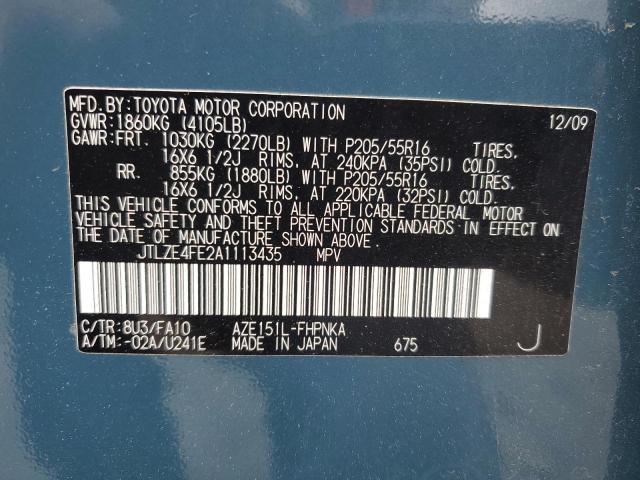 MFD.BY:TOYOTA MOTOR CORPORATION 12/09
GVWR:1860KG (4105LB)
GAWR:FRT. 1030KG (2270LB) WITH P205/55R16 TIRES,
16X6 1/2J RIMS, AT 240KPA (35PSI) COLD.
RR. 855KG (1880LB) WITH P205/55R16 TIRES,
16X6 1/2J RIMS, AT 220KPA (32PSI) COLD.
THIS VEHICLE CONFORMS TO ALL APPLICABLE FEDERAL MOTOR
VEHICLE SAFETY AND THEFT PREVENTION STANDARDS IN EFFECT ON
THE DATE OF MANUFACTURE SHOWN ABOVE.
JTLZE4FE2A1113435 MPV
C/TR:8U3/FA10 AZE151L-FHPNKA
A/TM:-02A/U241E MADE IN JAPAN 675 J